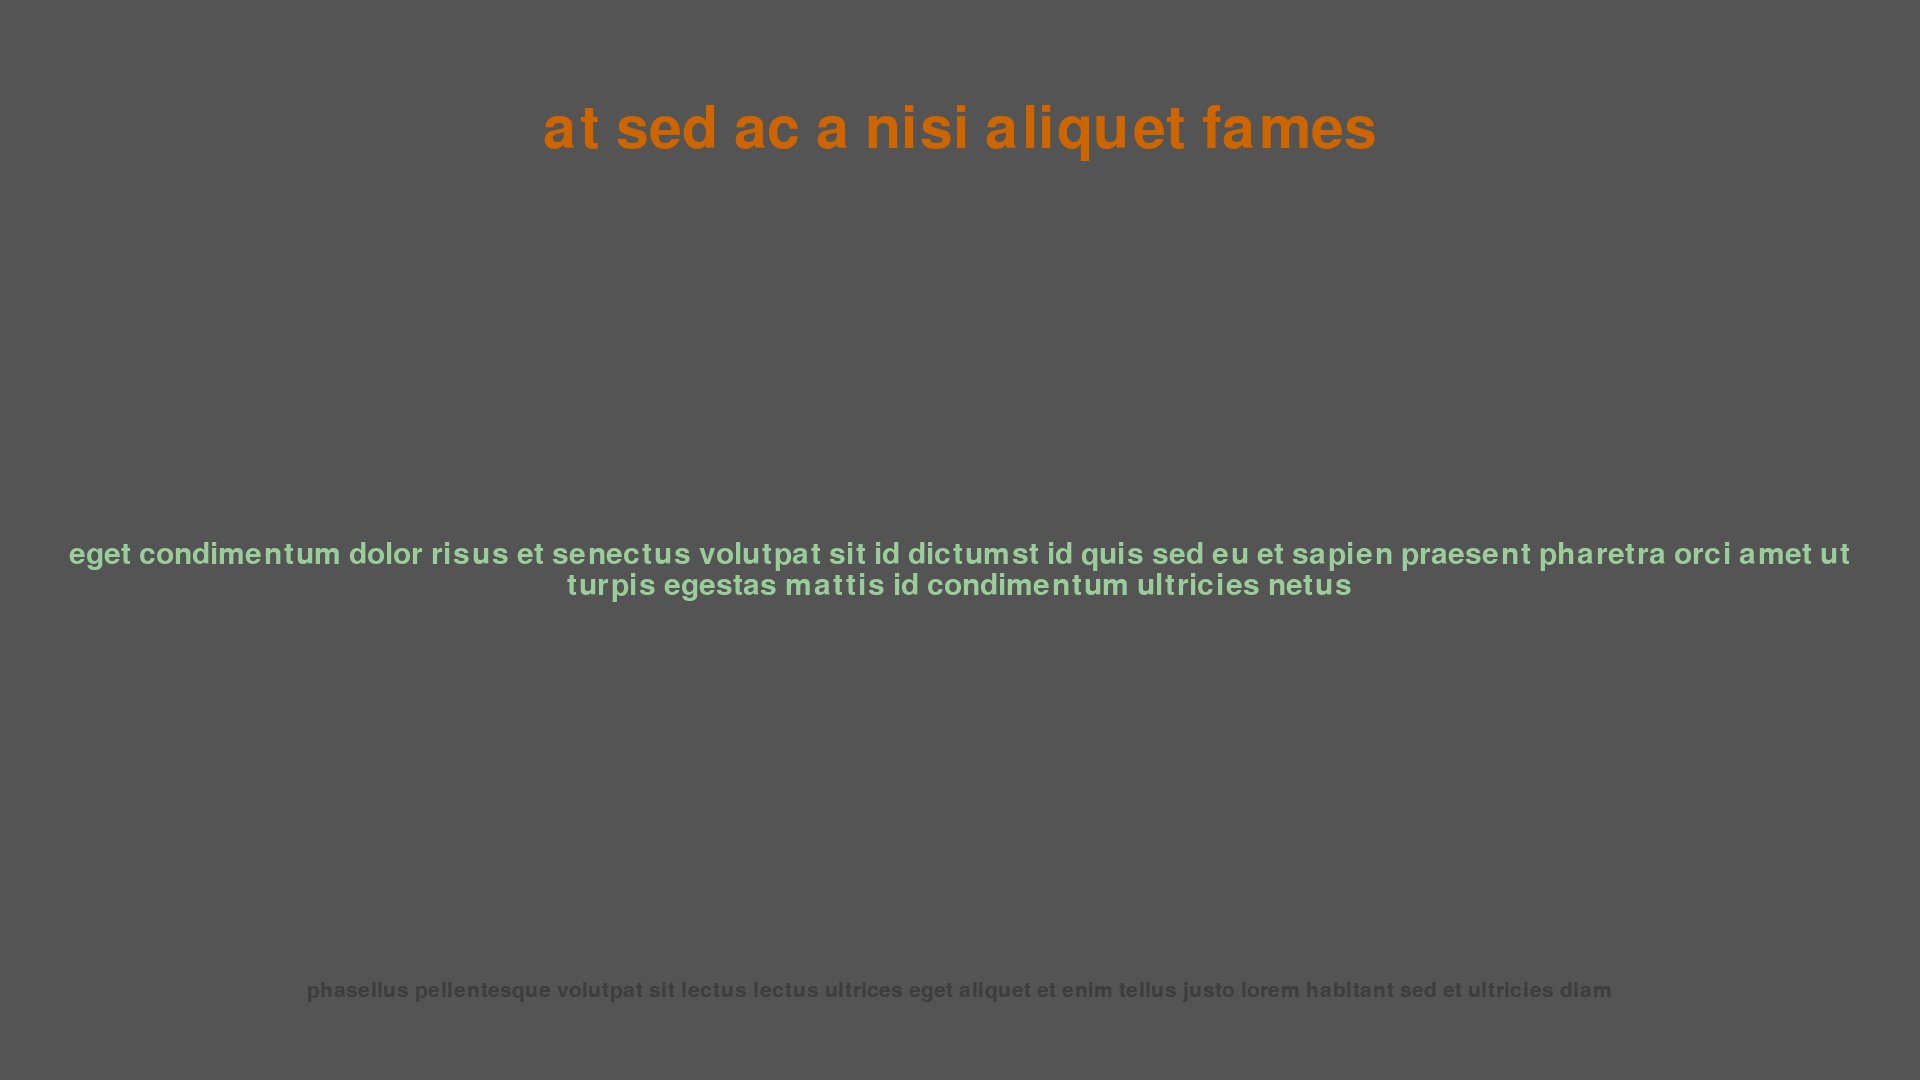 at sed ac a nisi aliquet fames
eget condimentum dolor risus et senectus volutpat sit id dictumst id quis sed eu et sapien praesent pharetra orci amet ut
turpis egestas mattis id condimentum ultricies netus
phasellus pellentesque volutpat sit lectus lectus ultrices eget aliquet et enim tellus justo lorem habitant sed et ultricies diam